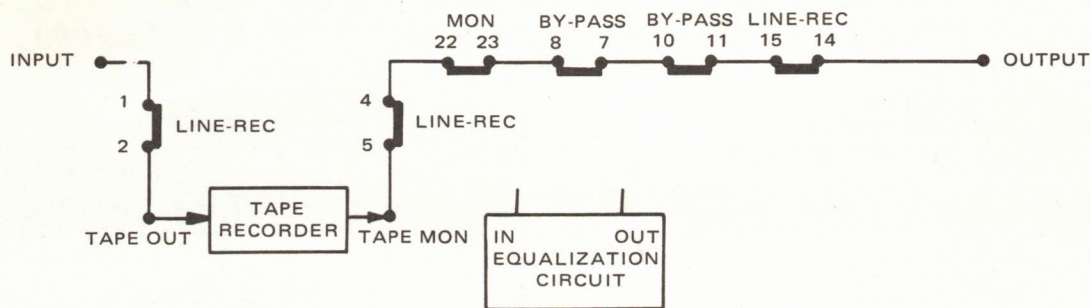 MON BY-PASS BY-PASS LINE-REC
22 23 8 7 10 11 15 14
INPUT OUTPUT
1 4
LINE-REC LINE-REC
2 5
TAPE RECORDER
TAPE OUT TAPE MON
IN OUT
EQUALIZATION
CIRCUIT